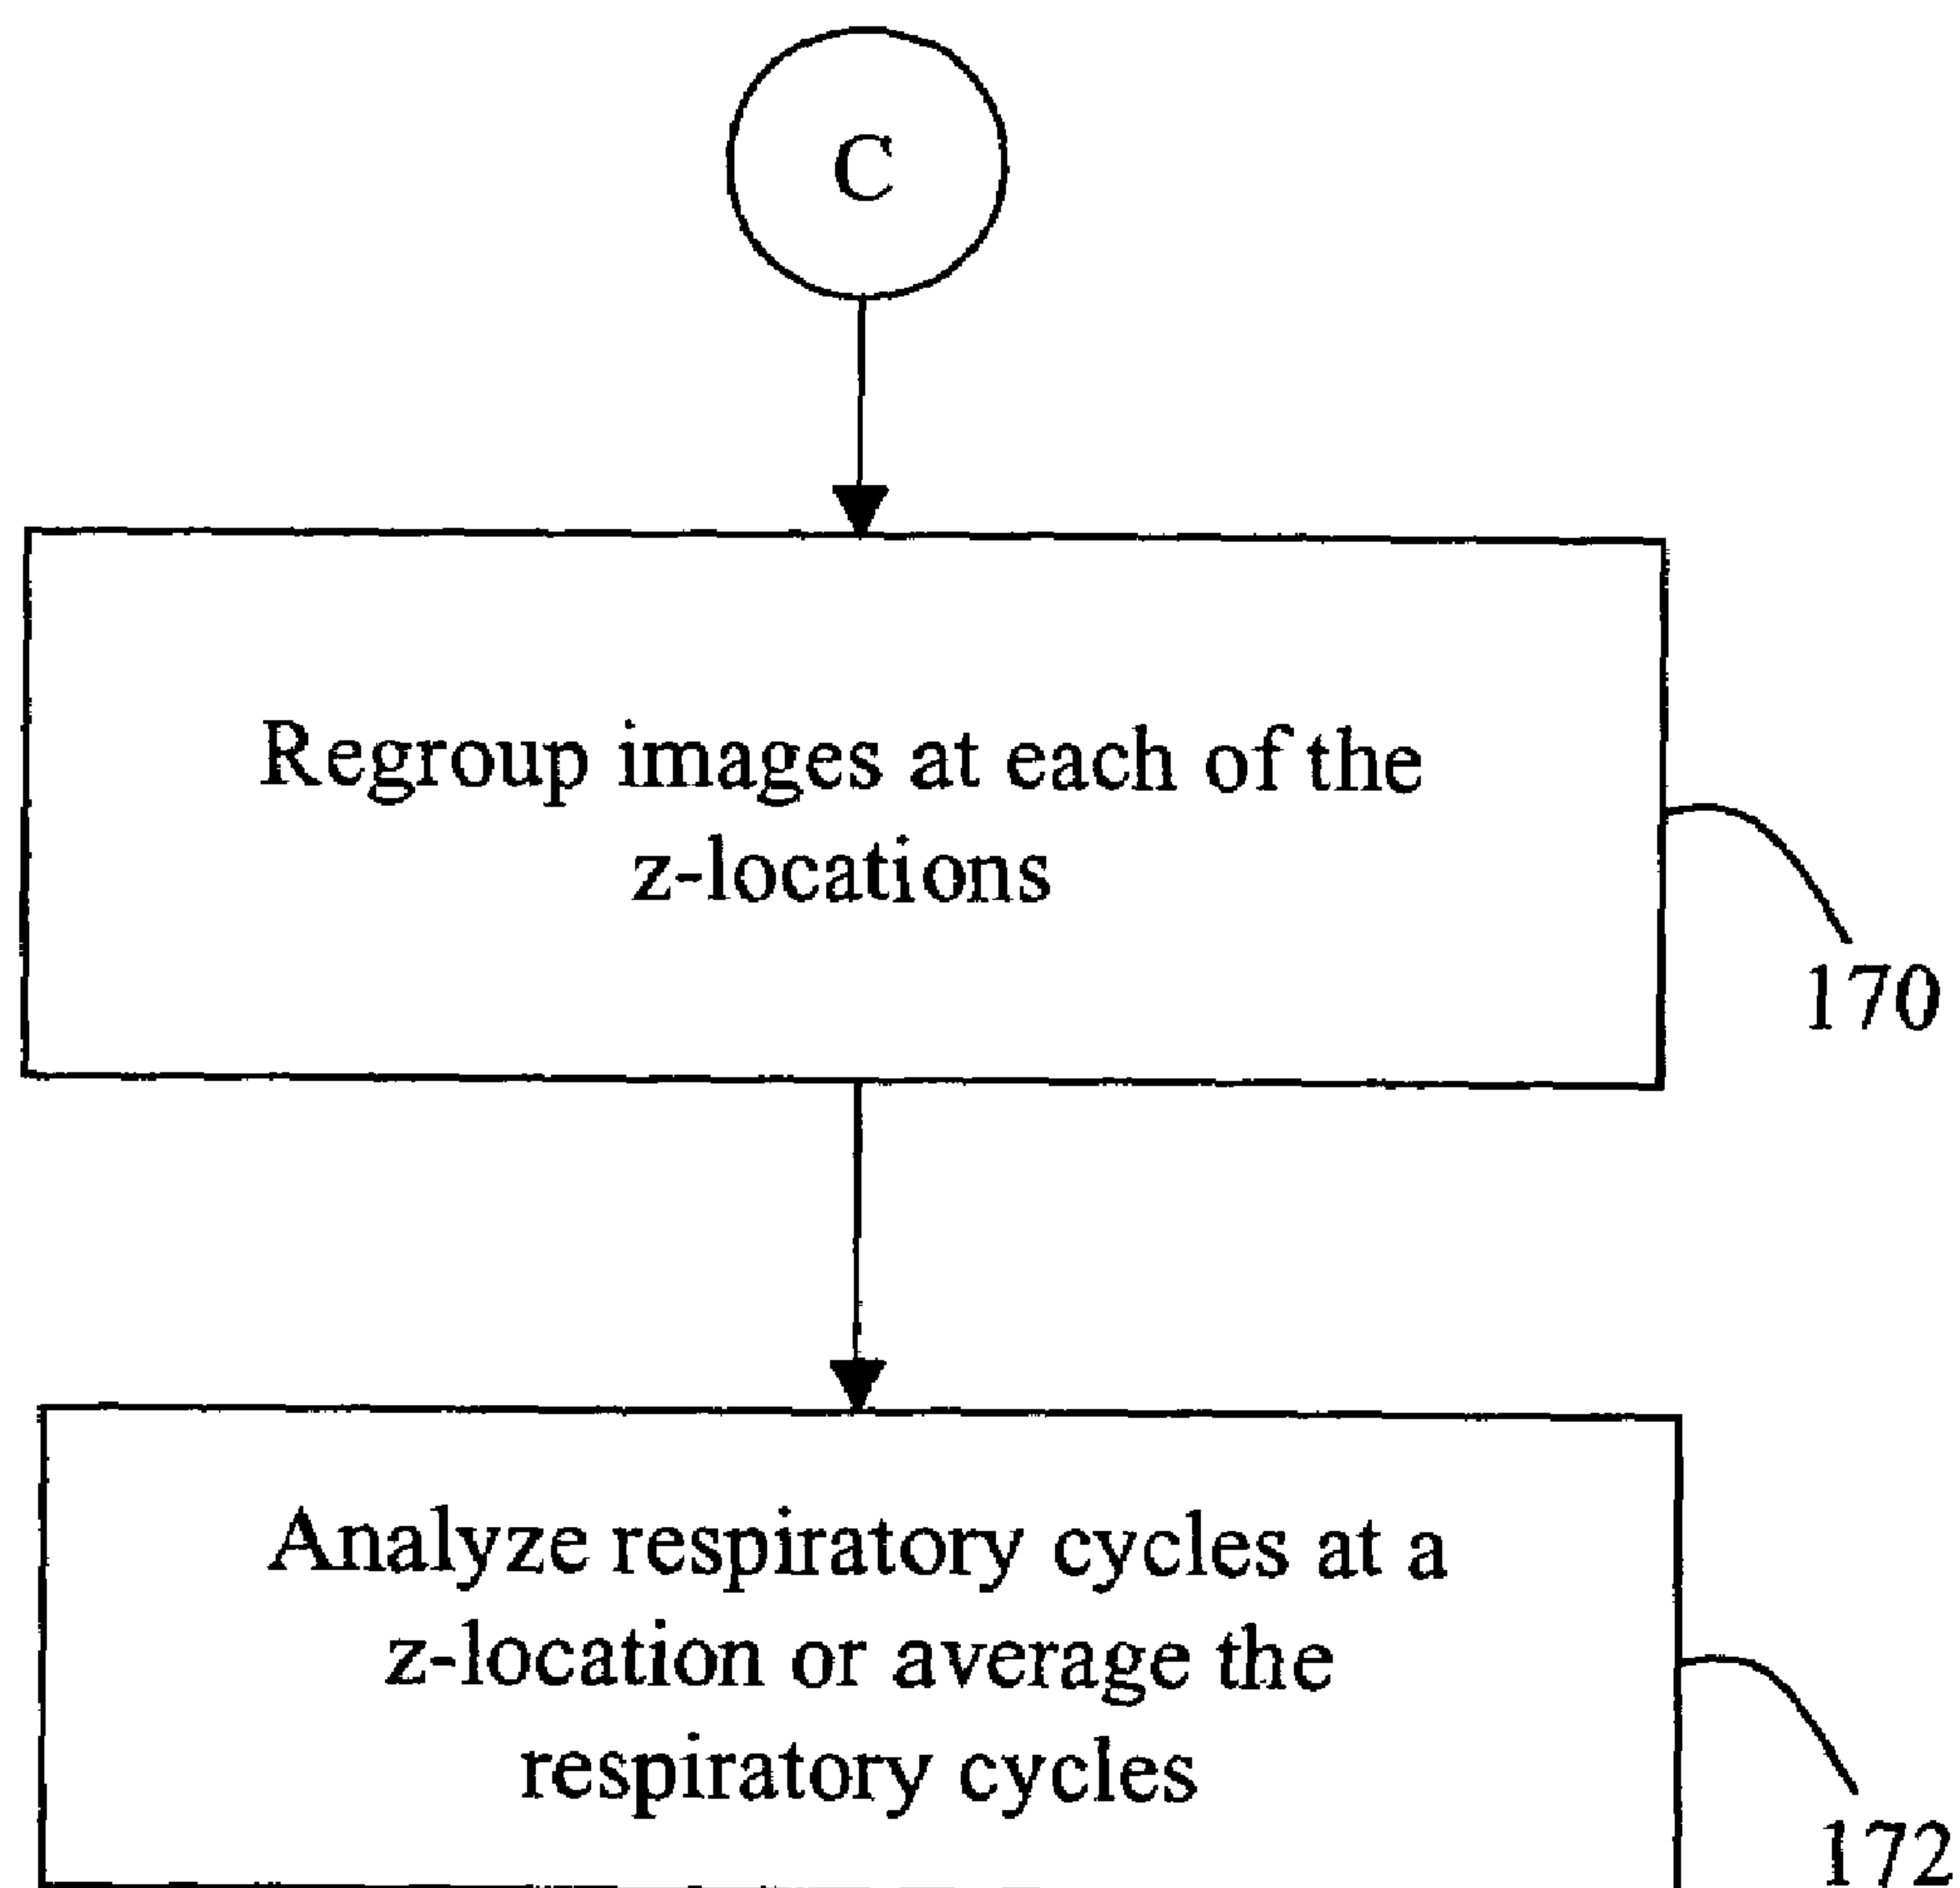 C
Regroup images at each of the
z-locations
170
Analyze respiratory cycles at a
z-location or average the
respiratory cycles
172